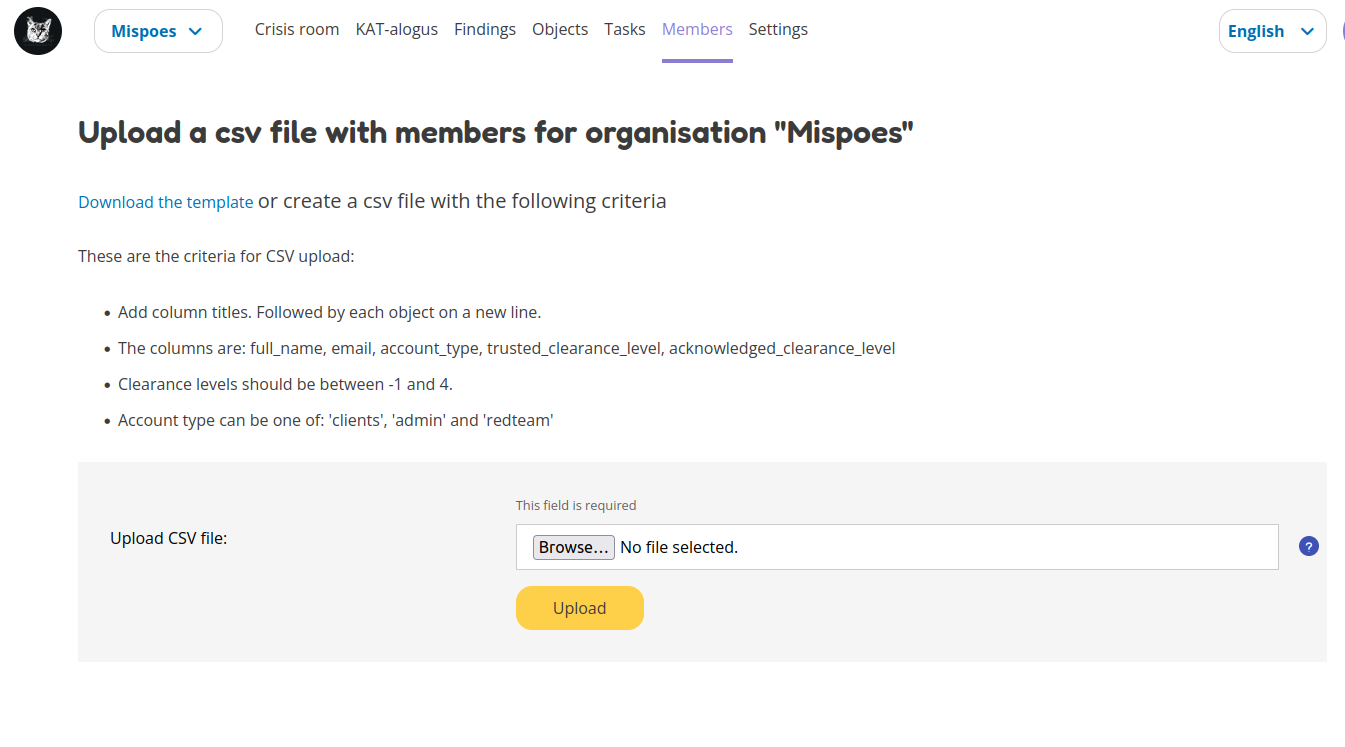 Mispoes Crisis room KAT-alogus Findings Objects Tasks Members Settings English
Upload a csv file with members for organisation "Mispoes"
Download the template or create a csv file with the following criteria
These are the criteria for CSV upload:
Add column titles. Followed by each object on a new line.
The columns are: full_name, email, account_type, trusted_clearance_level, acknowledged_clearance_level
Clearance levels should be between -1 and 4.
Account type can be one of: 'clients', 'admin' and 'redteam'
This field is required
Upload CSV file:
Browse... No file selected.
?
Upload